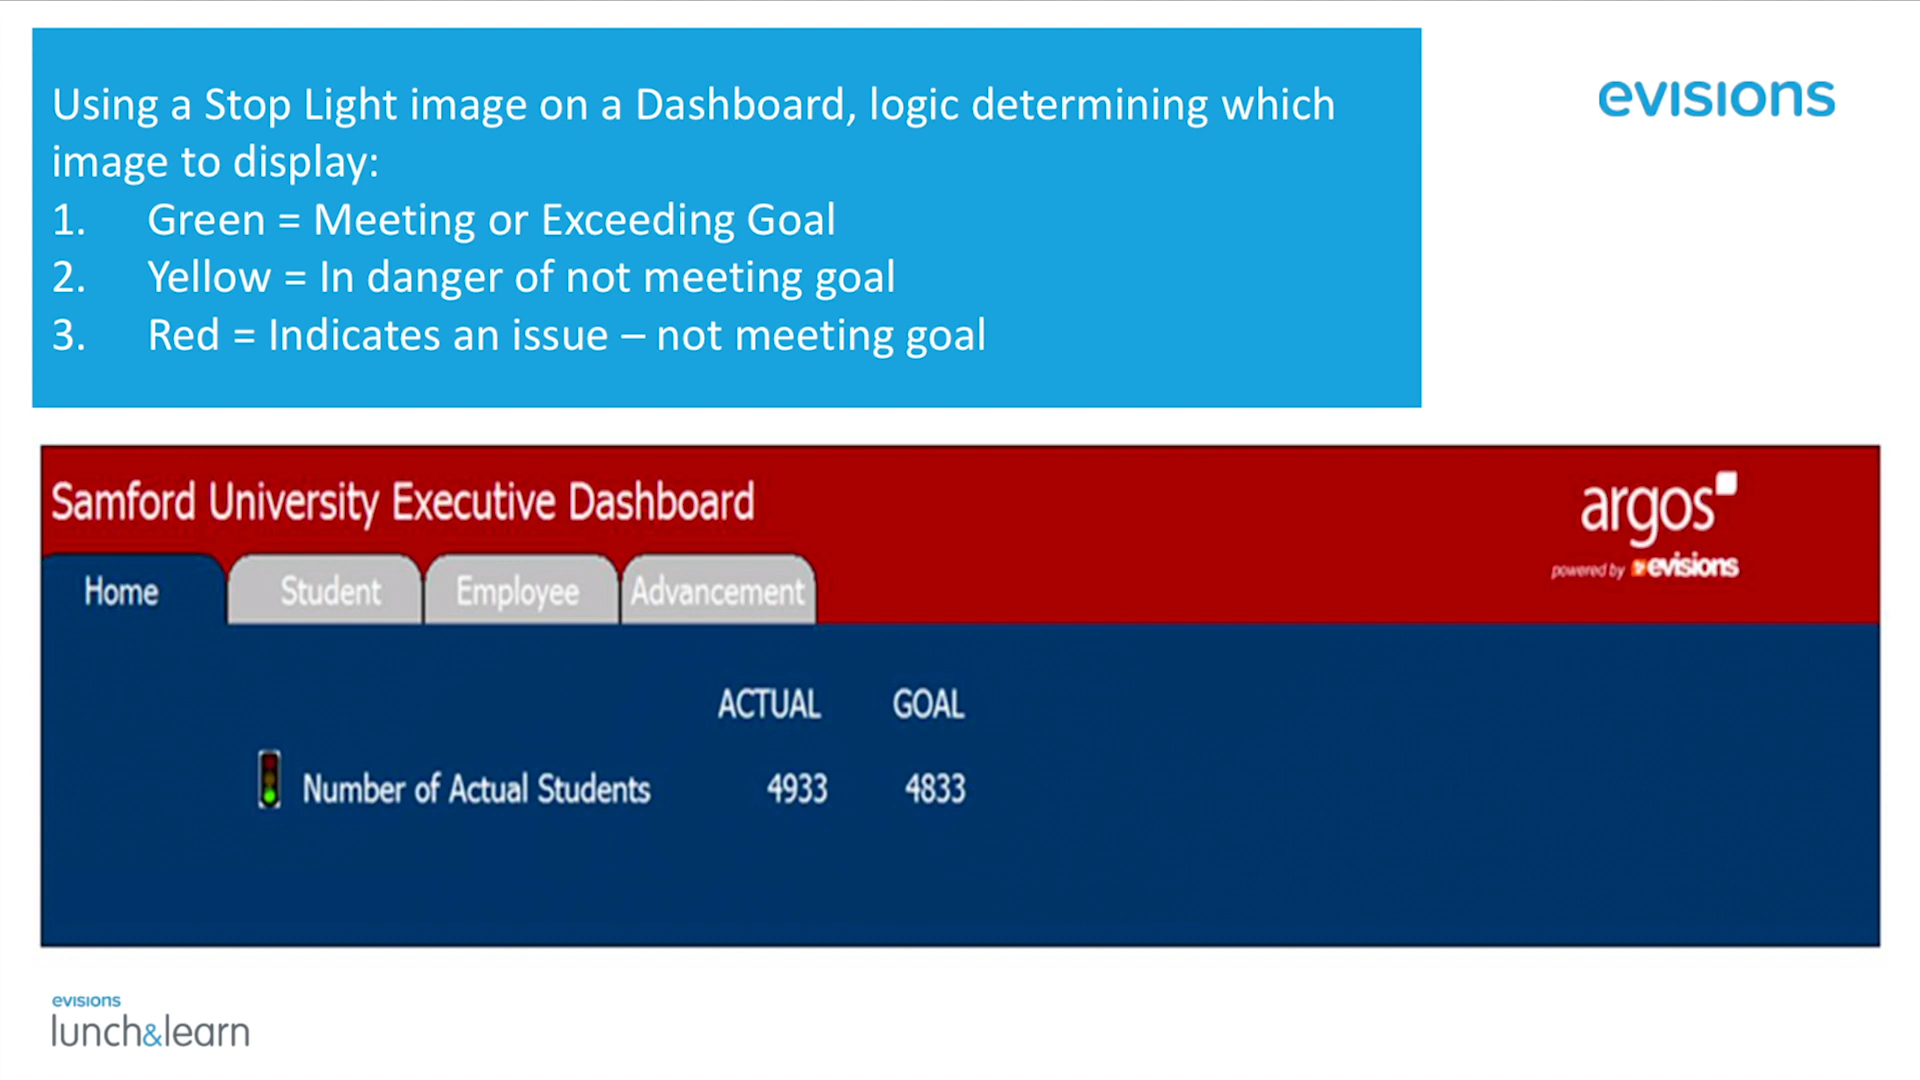 Using a Stop Light image on a Dashboard, logic determining which
image to display:
1. Green = Meeting or Exceeding Goal
2. Yellow = In danger of not meeting goal
3. Red = Indicates an issue – not meeting goal
evisions
Samford University Executive Dashboard
argos
powered by evisions
Home Student Employee Advancement
ACTUAL GOAL
Number of Actual Students 4933 4833
evisions
lunch&learn